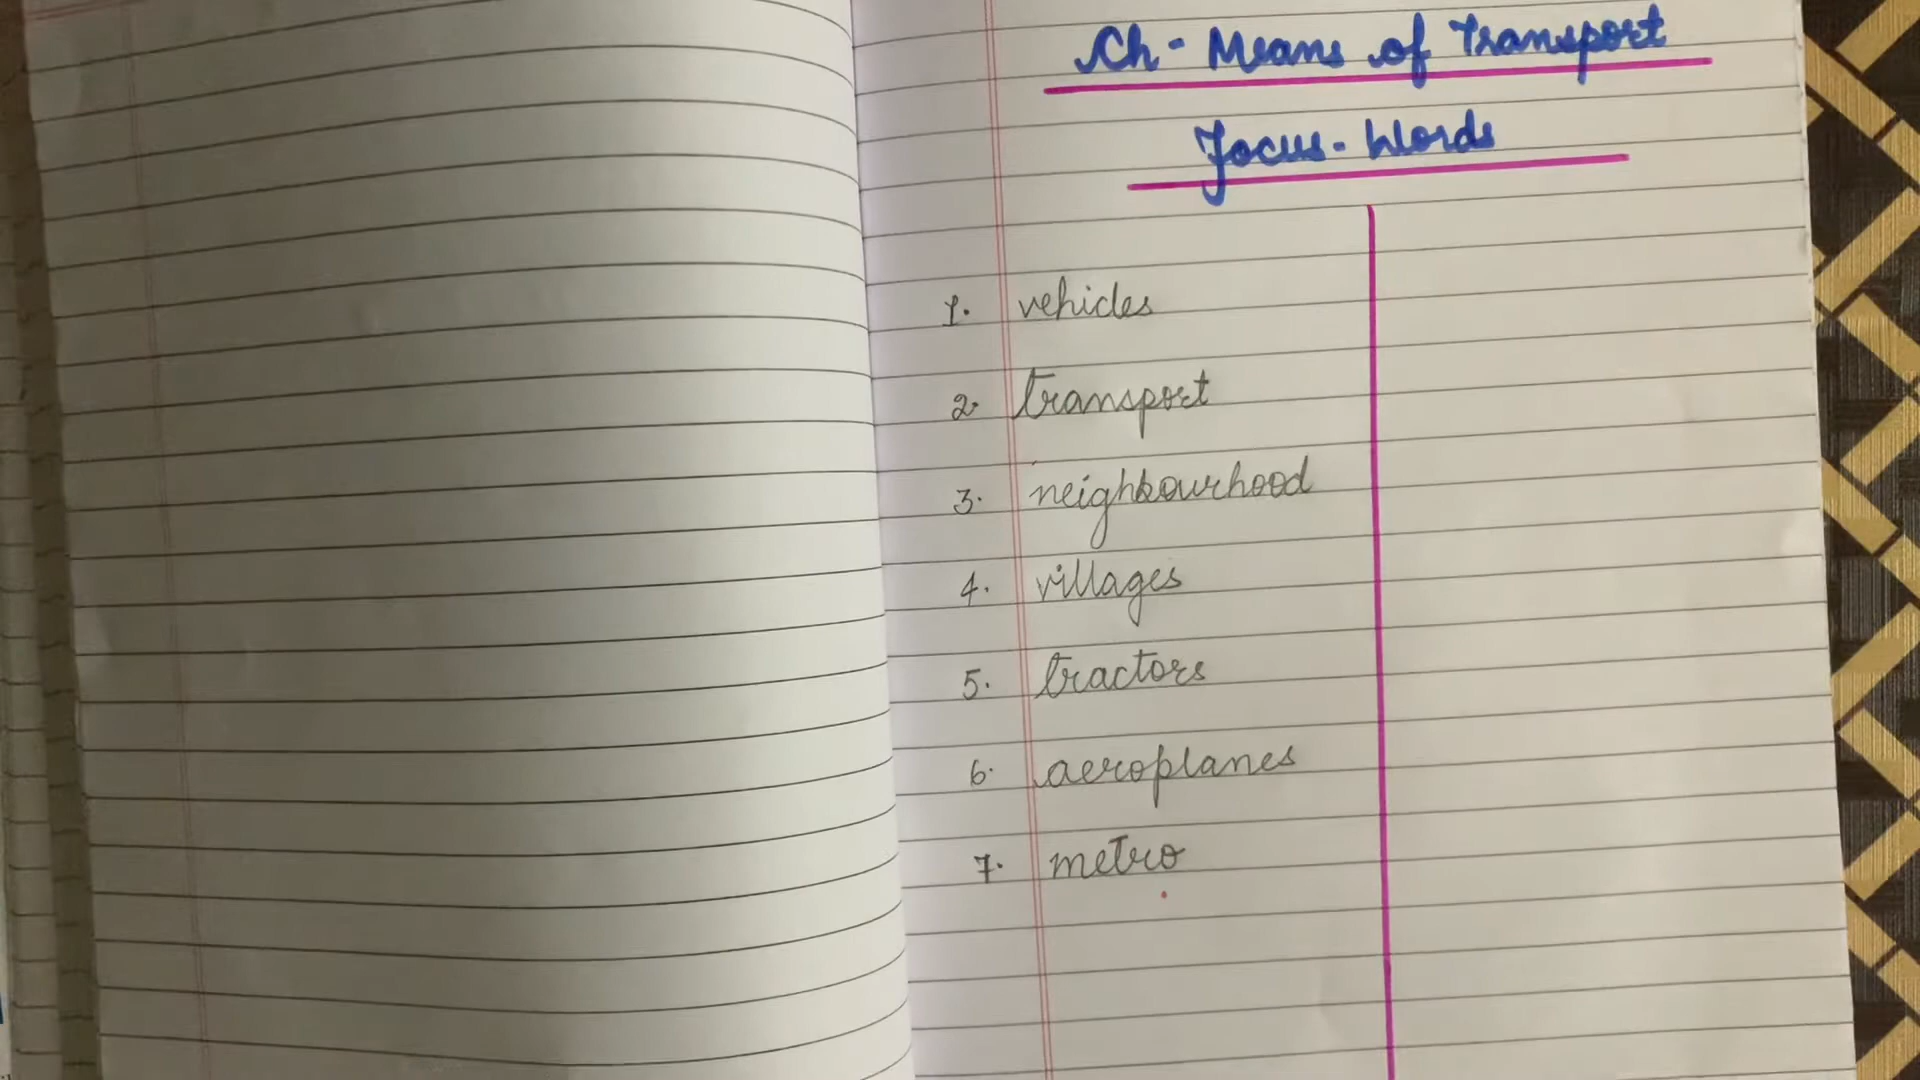 Ch - Means of Transport
Focus - Words
1. vehicles
2. transport
3. neighbourhood
4. villages
5. tractors
6. aeroplanes
7. metro